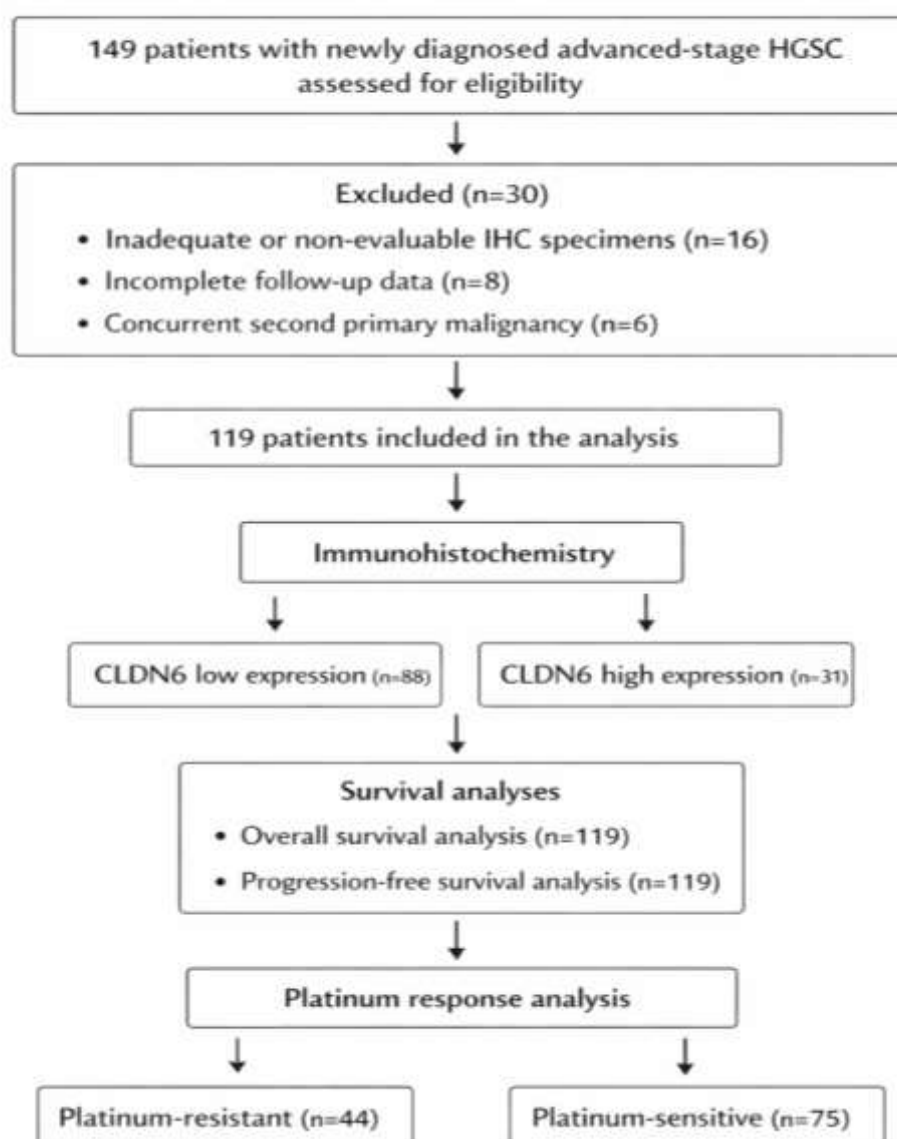 149 patients with newly diagnosed advanced-stage HGSC
assessed for eligibility
Excluded (n=30)
• Inadequate or non-evaluable IHC specimens (n=16)
• Incomplete follow-up data (n=8)
• Concurrent second primary malignancy (n=6)
119 patients included in the analysis
Immunohistochemistry
CLDN6 low expression (n=88)
CLDN6 high expression (n=31)
Survival analyses
• Overall survival analysis (n=119)
• Progression-free survival analysis (n=119)
Platinum response analysis
Platinum-resistant (n=44)
Platinum-sensitive (n=75)